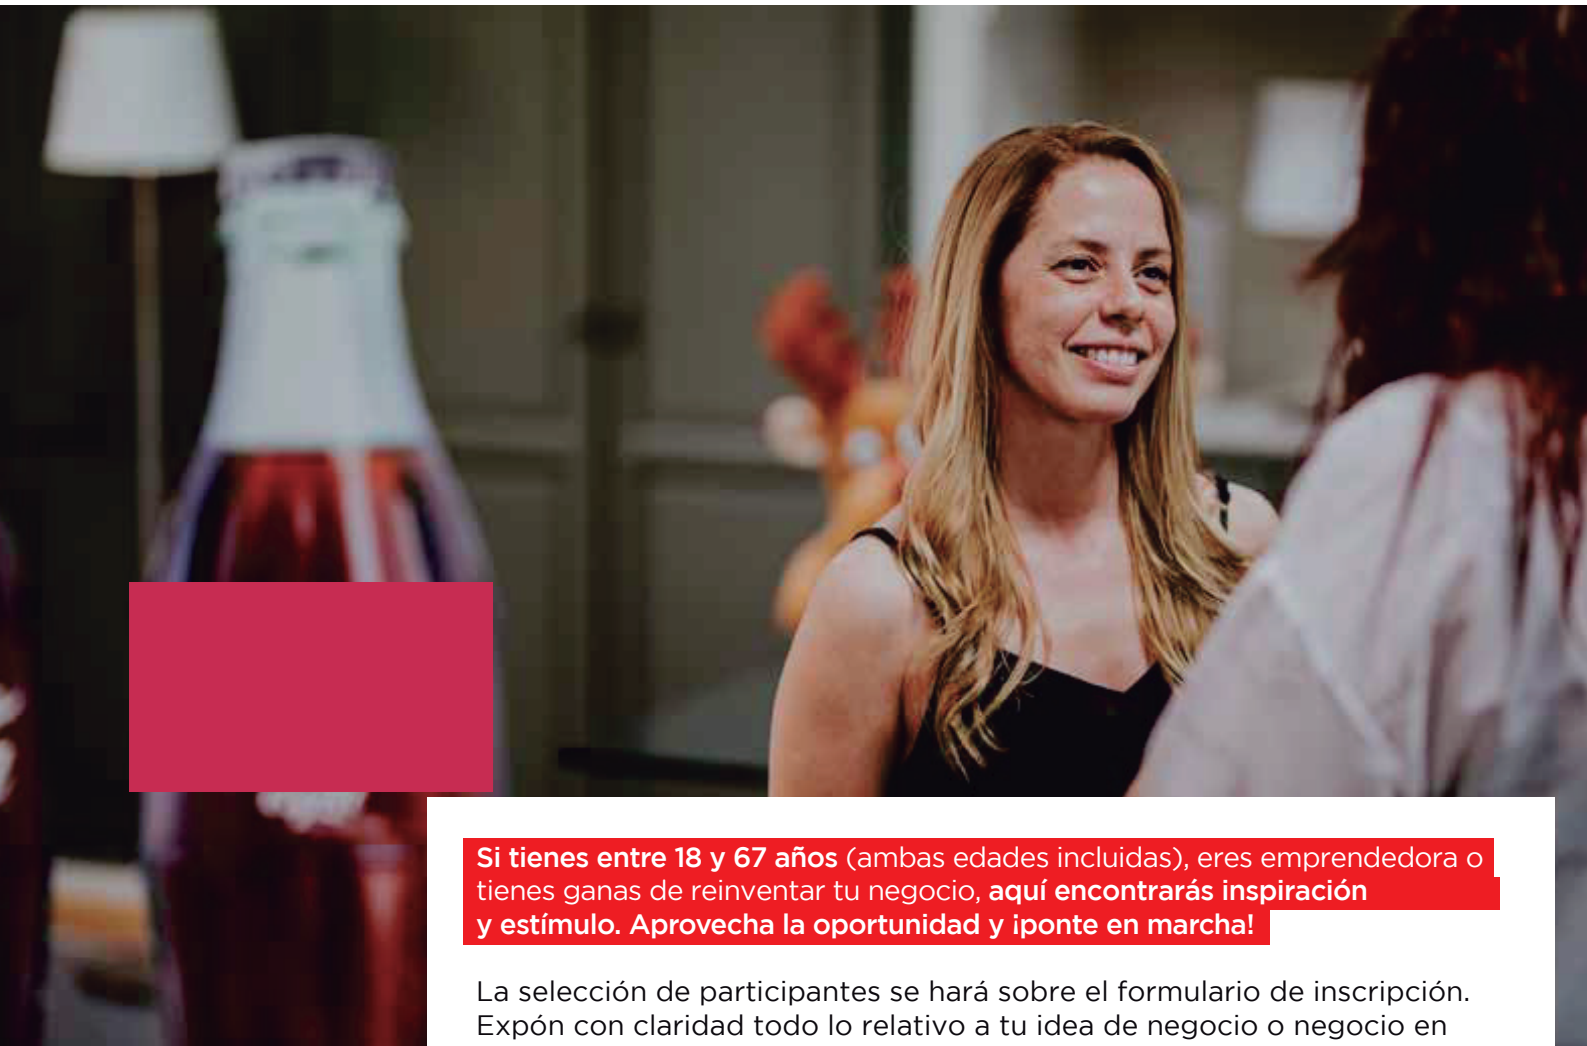 Si tienes entre 18 y 67 años (ambas edades incluidas), eres emprendedora o
tienes ganas de reinventar tu negocio, aquí encontrarás inspiración
y estímulo. Aprovecha la oportunidad y ¡ponte en marcha!
La selección de participantes se hará sobre el formulario de inscripción.
Expón con claridad todo lo relativo a tu idea de negocio o negocio en